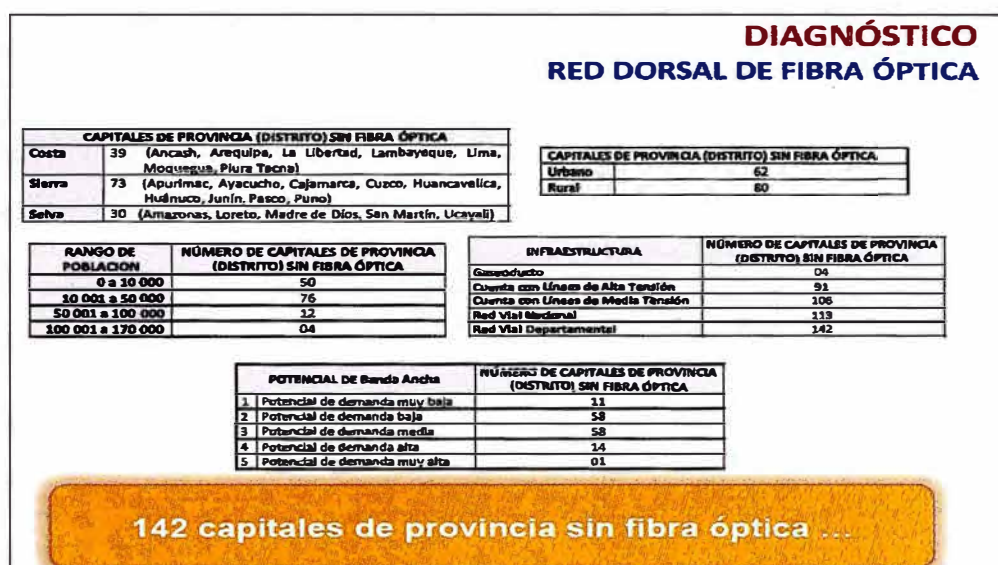 DIAGNÓSTICO
RED DORSAL DE FIBRA ÓPTICA
CAPITALES DE PROVINCIA (DISTRITO) SIN FIBRA ÓPTICA
Costa 39 (Ancash, Arequipa, La Libertad, Lambayeque, Lima,
Moquegua, Piura Tacna)
Sierra 73 (Apurimac, Ayacucho, Cajamarca, Cuzco, Huancavelica,
Huánuco, Junín, Pasco, Puno)
Selva 30 (Amazonas, Loreto, Madre de Dios, San Martín, Ucayali)
CAPITALES DE PROVINCIA (DISTRITO) SIN FIBRA ÓPTICA.
Urbano 62
Rural 80
RANGO DE POBLACION NÚMERO DE CAPITALES DE PROVINCIA (DISTRITO) SIN FIBRA ÓPTICA
0 a 10 000 50
10 001 a 50 000 76
50 001 a 100 000 12
100 001 a 170 000 04
INFRAESTRUCTURA NÚMERO DE CAPITALES DE PROVINCIA (DISTRITO) SIN FIBRA ÓPTICA
Gaseoducto 04
Cuenta con Líneas de Alta Tensión 91
Cuenta con Líneas de Media Tensión 106
Red Vial Nacional 113
Red Vial Departamental 142
POTENCIAL DE Banda Ancha NÚMERO DE CAPITALES DE PROVINCIA (DISTRITO) SIN FIBRA ÓPTICA
1 Potencial de demanda muy baja 11
2 Potencial de demanda baja 58
3 Potencial de demanda media 58
4 Potencial de demanda alta 14
5 Potencial de demanda muy alta 01
142 capitales de provincia sin fibra óptica ...